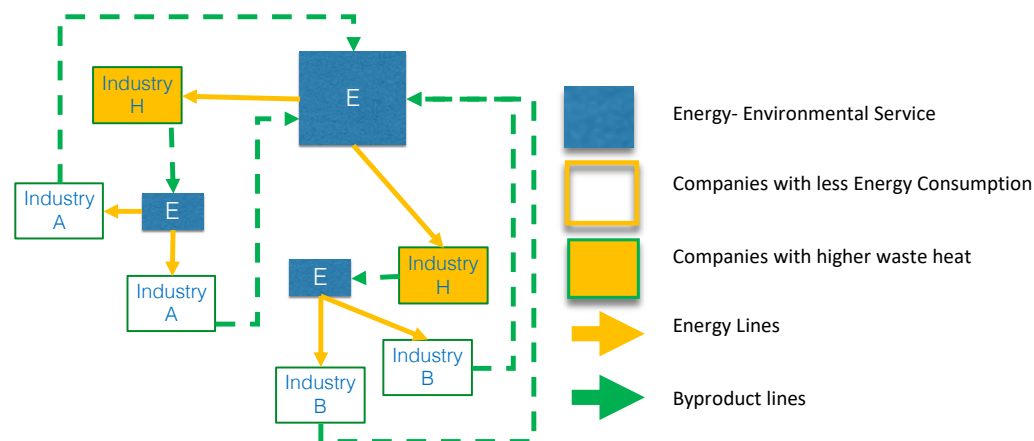 Industry
H
E
Industry
A
E
Industry
A
Industry
H
E
Industry
B
Industry
B
Energy- Environmental Service
Companies with less Energy Consumption
Companies with higher waste heat
Energy Lines
Byproduct lines